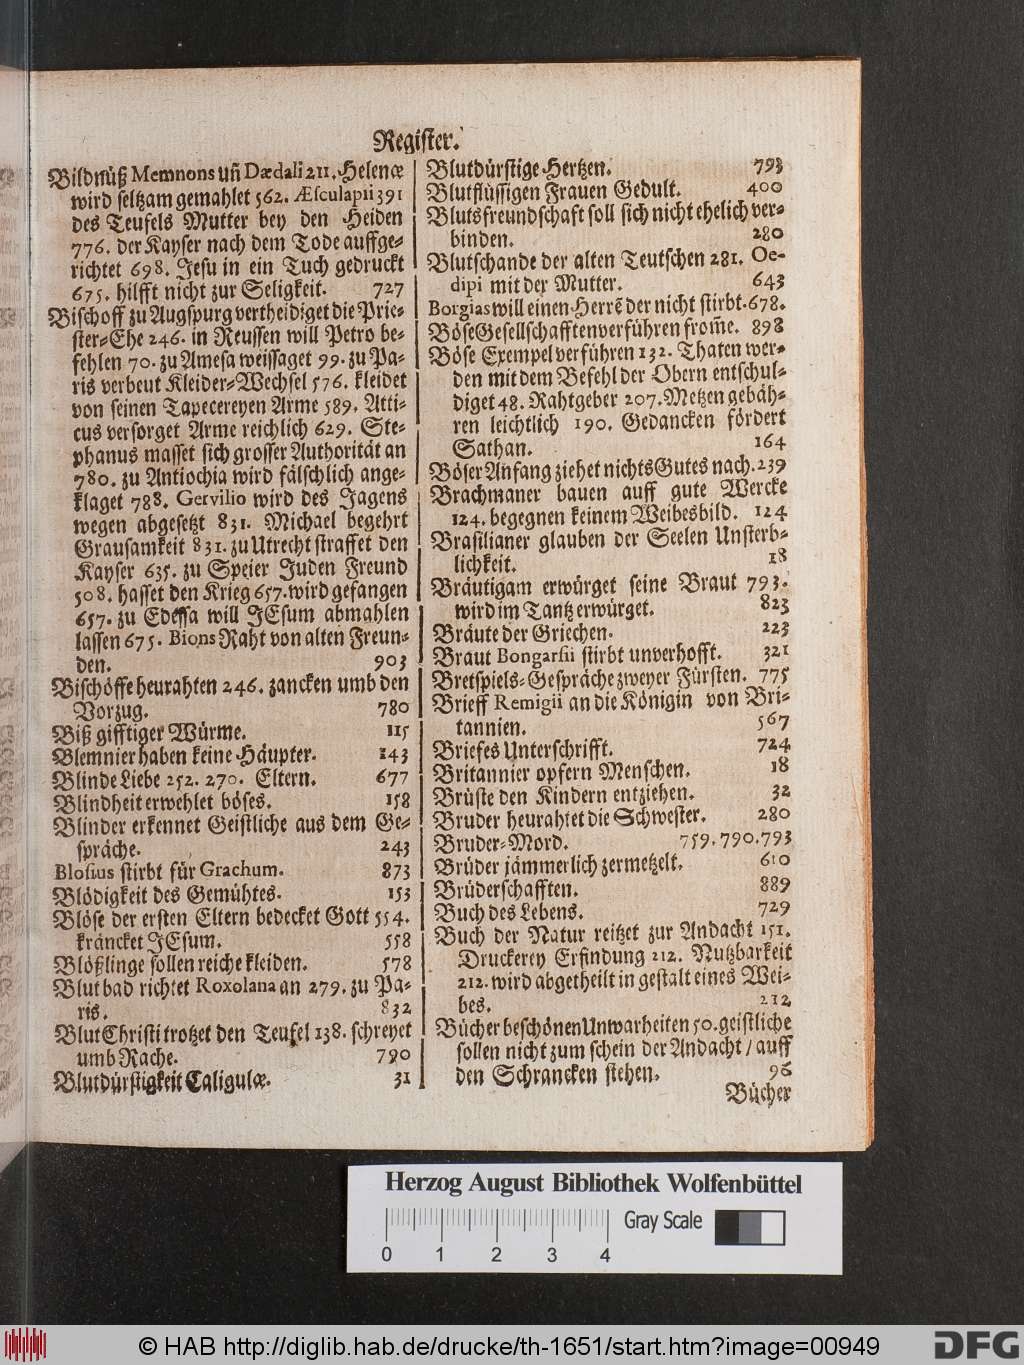 Register.
Bildnüß Memnons uñ Dædali 211. Helenæ
wird seltzam gemahlet 562. Æsculapii 391
des Teufels Mutter bey den Heiden
776. der Kayser nach dem Tode auffge-
richtet 698. Jesu in ein Tuch gedruckt
675. hilfft nicht zur Seligkeit. 727
Bischoff zu Augspurg vertheidiget die Prie-
ster-Ehe 246. in Reussen will Petro be-
fehlen 70. zu Amesa weissaget 99. zu Pa-
ris verbeut Kleider-Wechsel 576. kleidet
von seinen Tapecereyen Arme 589. Atti-
cus versorget Arme reichlich 629. Ste-
phanus masset sich grosser Authorität an
780. zu Antiochia wird fälschlich ange-
klaget 788. Gervilio wird des Jagens
wegen abgesetzt 831. Michael begehrt
Grausamkeit 831. zu Utrecht straffet den
Kayser 635. zu Speier Juden Freund
508. hasset den Krieg 657. wird gefangen
657. zu Edessa will JEsum abmahlen
lassen 675. Bions Raht von alten Freun-
den. 903
Bischöffe heurahten 246. zancken umb den
Vorzug. 780
Biß gifftiger Würme. 115
Blemnier haben keine Häupter. 143
Blinde Liebe 252. 270. Eltern. 677
Blindheit erwehlet böses. 158
Blinder erkennet Geistliche aus dem Ge-
spräche. 243
Blosius stirbt für Grachum. 873
Blödigkeit des Gemühtes. 153
Blöse der ersten Eltern bedecket Gott 554.
kräncket JEsum. 558
Blößlinge sollen reiche kleiden. 578
Blutbad richtet Roxolana an 279. zu Pa-
ris. 832
Blut Christi trotzet den Teufel 138. schreyet
umb Rache. 790
Blutdürstigkeit Caligulæ. 31
Blutdürstige Hertzen. 793
Blutflüssigen Frauen Gedult. 400
Blutsfreundschaft soll sich nicht ehelich ver-
binden. 280
Blutschande der alten Teutschen 281. Oe-
dipi mit der Mutter. 643
Borgias will einen Herrẽ der nicht stirbt. 678.
Böse Gesellschafften verführen from̃e. 898
Böse Exempel verführen 132. Thaten wer-
den mit dem Befehl der Obern entschul-
diget 48. Rahtgeber 207. Metzen gebäh-
ren leichtlich 190. Gedancken fördert
Sathan. 164
Böser Anfang ziehet nichts Gutes nach. 239
Brachmaner bauen auff gute Wercke
124. begegnen keinem Weibesbild. 124
Brasilianer glauben der Seelen Unsterb-
lichkeit. 18
Bräutigam erwürget seine Braut 793.
wird im Tantz erwürget. 823
Bräute der Griechen. 223
Braut Bongarsii stirbt unverhofft. 321
Bretspiels-Gespräche zweyer Fürsten. 775
Brieff Remigii an die Königin von Bri-
tannien. 567
Briefes Unterschrifft. 724
Britannier opfern Menschen. 18
Brüste den Kindern entziehen. 32
Bruder heurahtet die Schwester. 280
Bruder-Mord. 759. 790. 793
Brüder jämmerlich zermetzelt. 610
Brüderschafften. 889
Buch des Lebens. 729
Buch der Natur reitzet zur Andacht 151.
Druckerey Erfindung 212. Nutzbarkeit
212. wird abgetheilt in gestalt eines Wei-
bes. 212
Bücher beschönen Unwarheiten 50. geistliche
sollen nicht zum schein der Andacht / auff
den Schrancken stehen. 96
Bücher
Herzog August Bibliothek Wolfenbüttel
Gray Scale
0 1 2 3 4
© HAB http://diglib.hab.de/drucke/th-1651/start.htm?image=00949
DFG